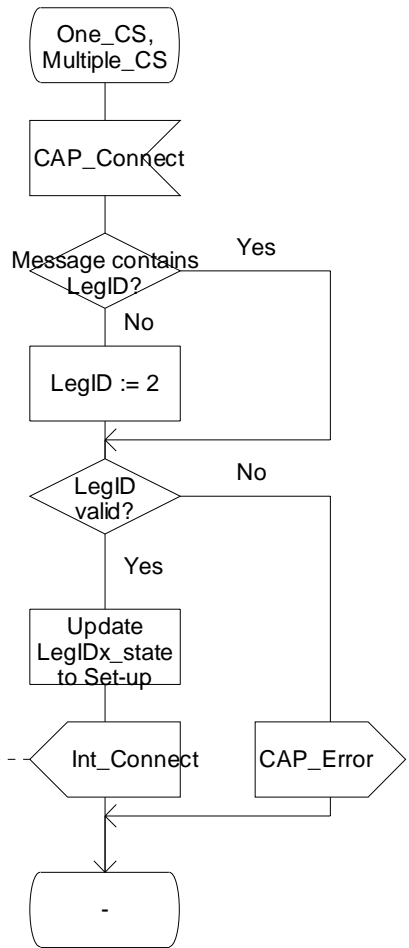 One_CS,
Multiple_CS
CAP_Connect
Message contains
LegID?
Yes
No
LegID := 2
LegID
valid?
No
Yes
Update
LegIDx_state
to Set-up
Int_Connect
CAP_Error
-